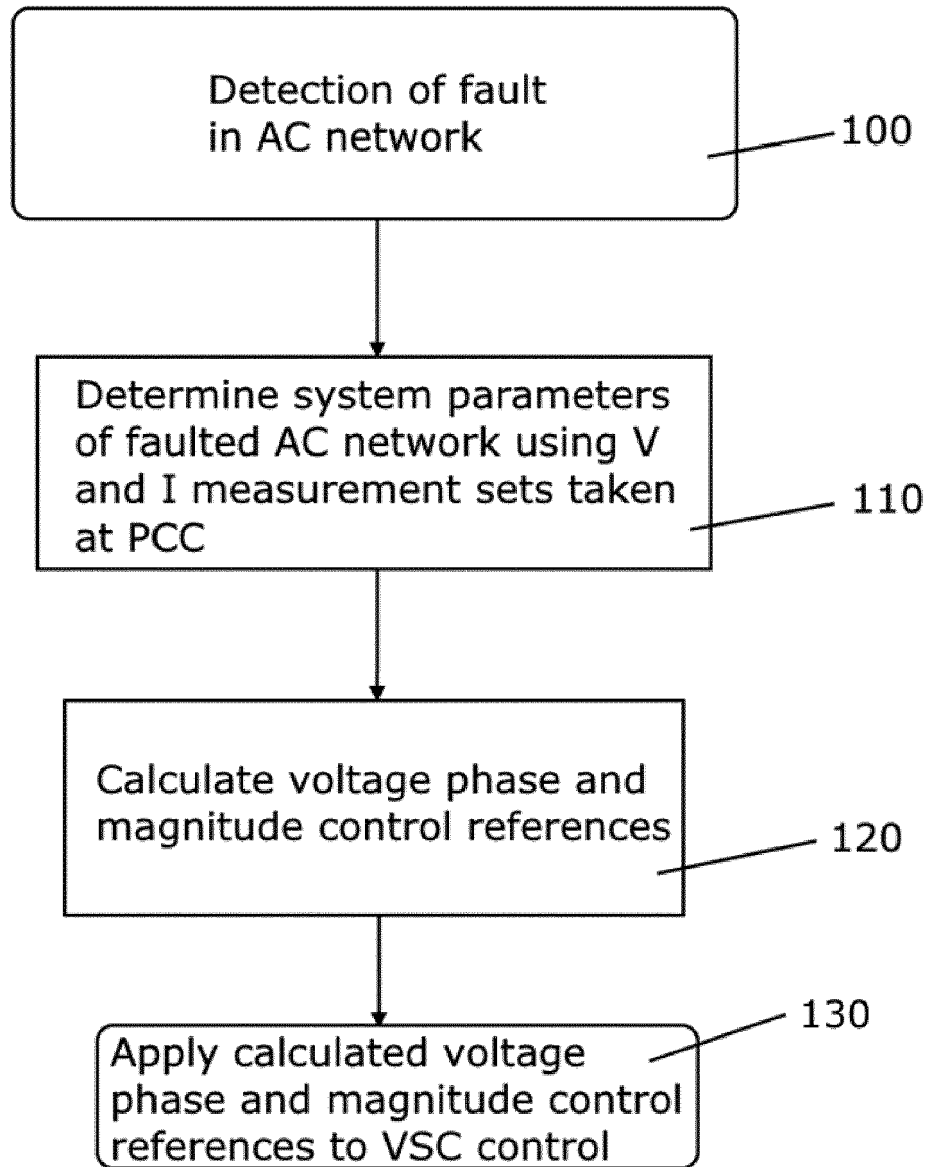 Detection of fault
in AC network
100
Determine system parameters
of faulted AC network using V
and I measurement sets taken
at PCC
110
Calculate voltage phase and
magnitude control references
120
130
Apply calculated voltage
phase and magnitude control
references to VSC control